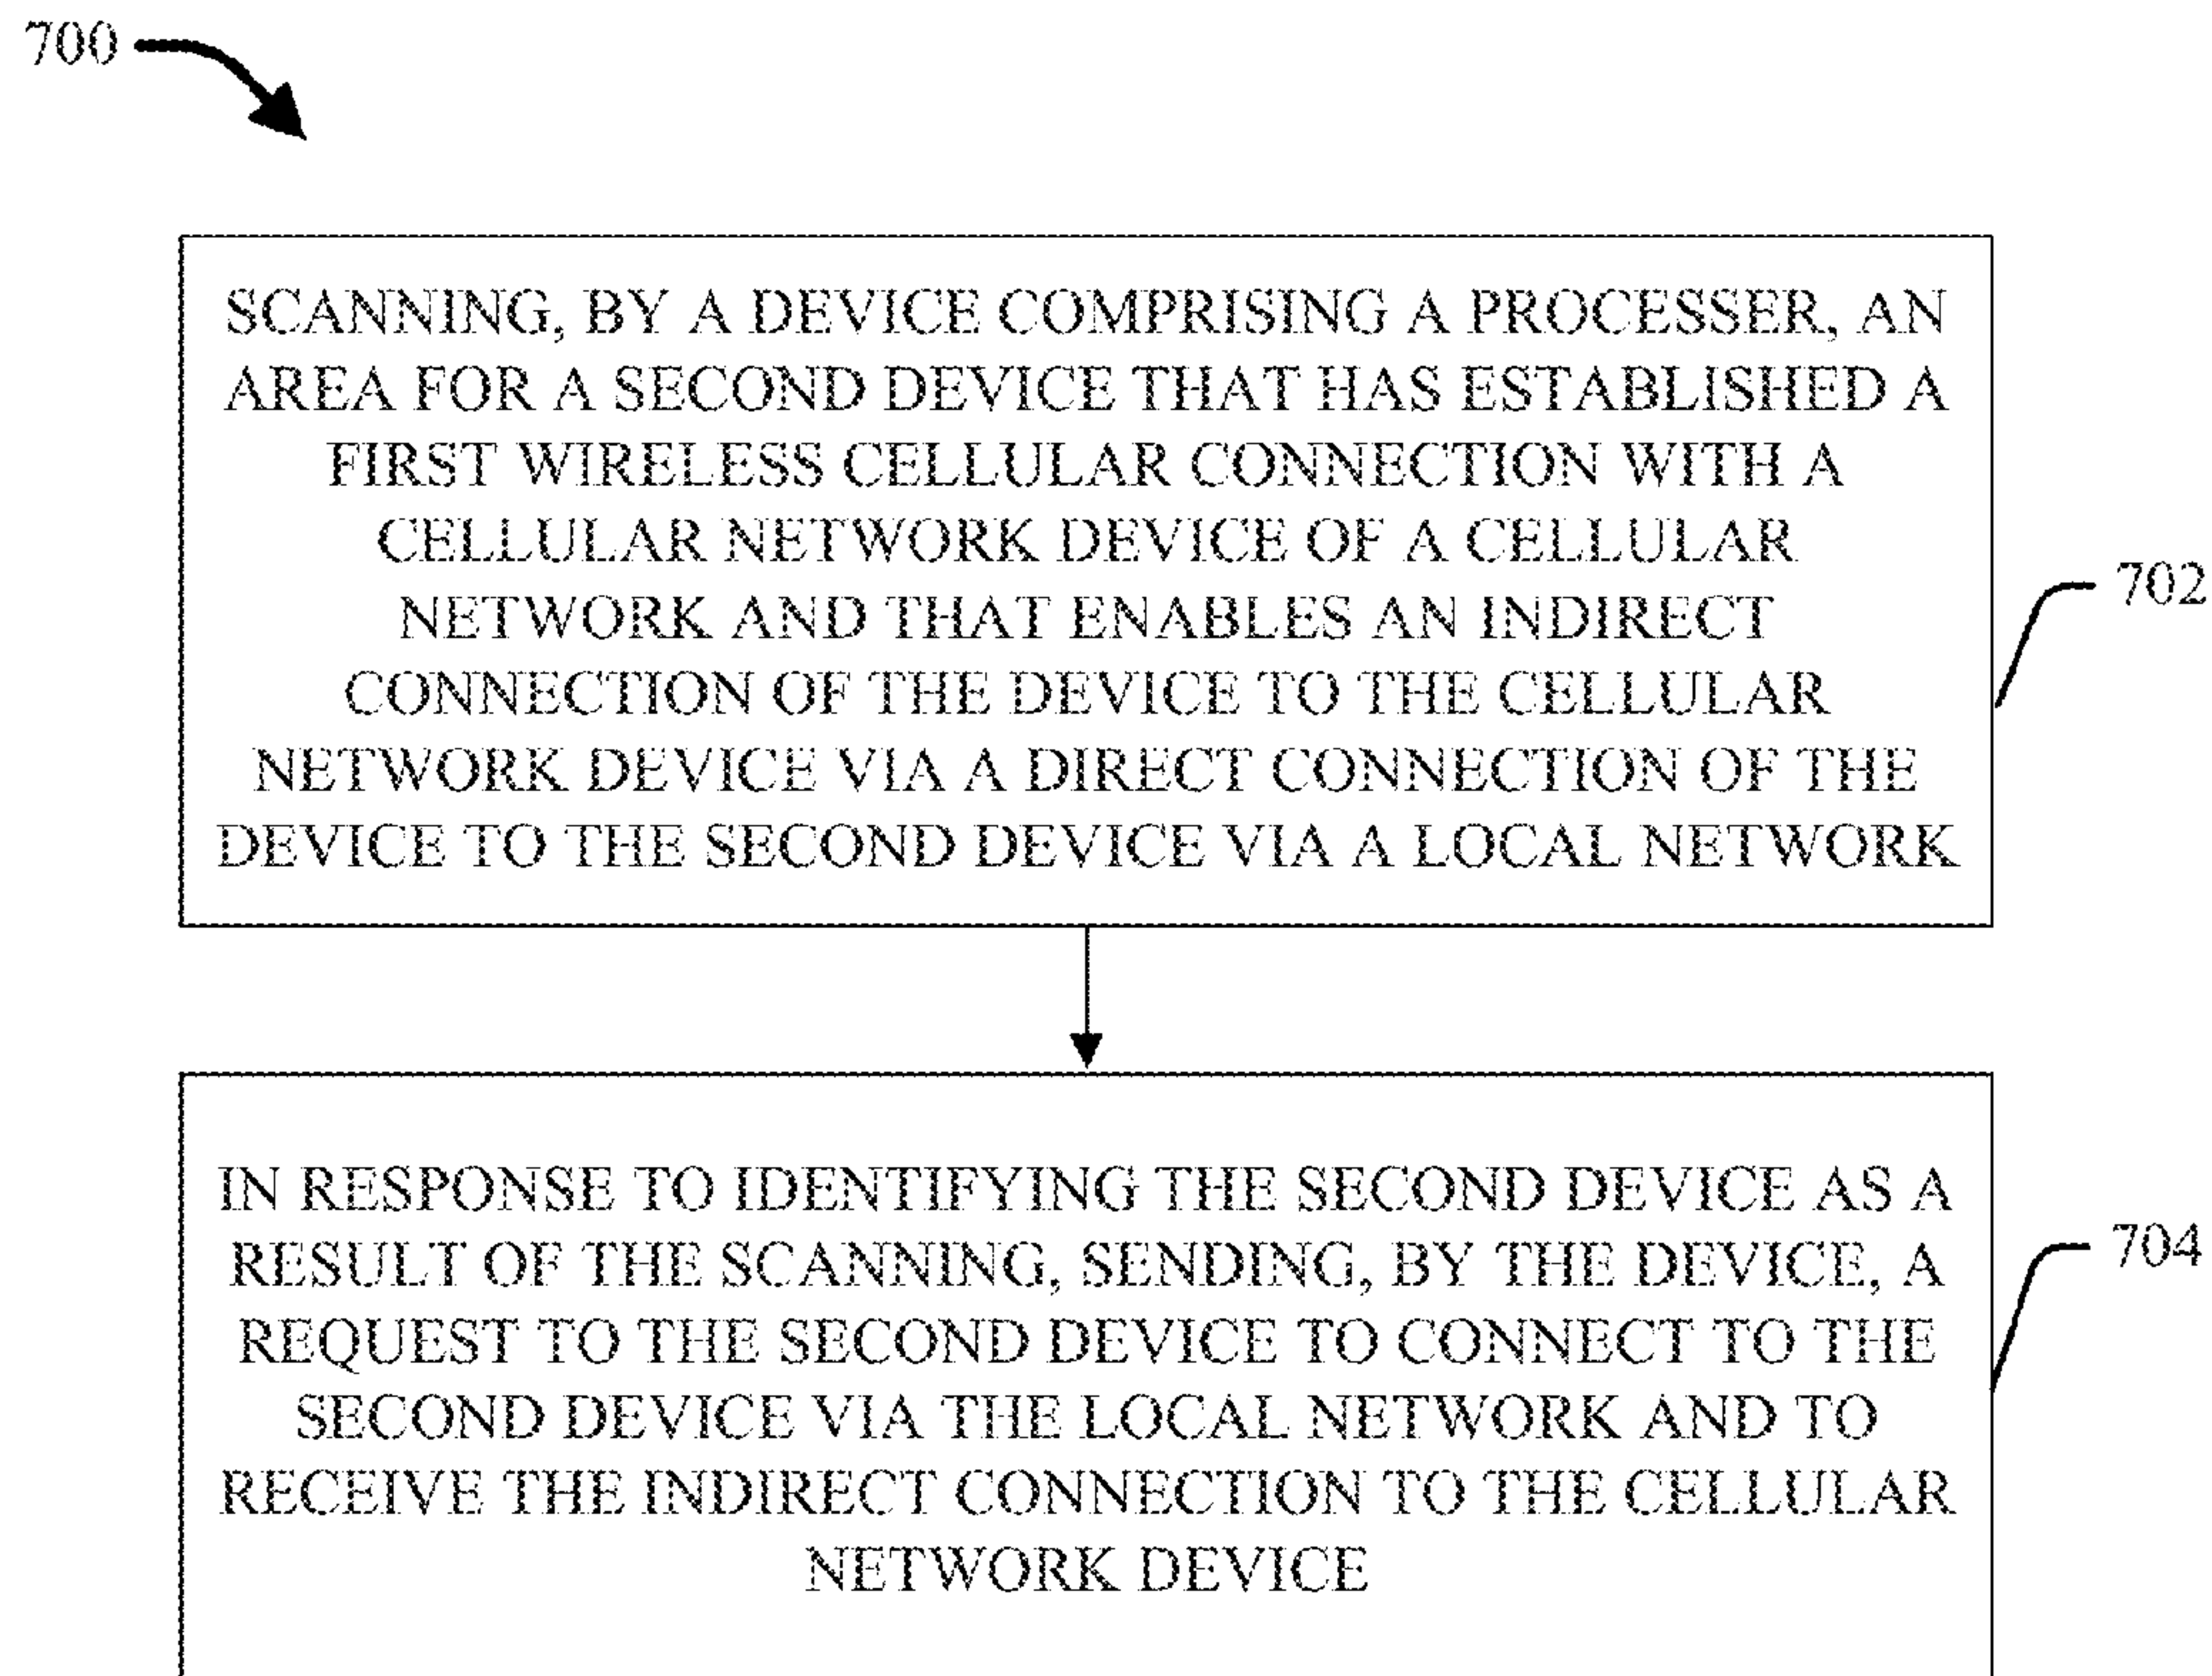 700
SCANNING, BY A DEVICE COMPRISING A PROCESSER, AN
AREA FOR A SECOND DEVICE THAT HAS ESTABLISHED A
FIRST WIRELESS CELLULAR CONNECTION WITH A
CELLULAR NETWORK DEVICE OF A CELLULAR
NETWORK AND THAT ENABLES AN INDIRECT
CONNECTION OF THE DEVICE TO THE CELLULAR
NETWORK DEVICE VIA A DIRECT CONNECTION OF THE
DEVICE TO THE SECOND DEVICE VIA A LOCAL NETWORK
702
IN RESPONSE TO IDENTIFYING THE SECOND DEVICE AS A
RESULT OF THE SCANNING, SENDING, BY THE DEVICE, A
REQUEST TO THE SECOND DEVICE TO CONNECT TO THE
SECOND DEVICE VIA THE LOCAL NETWORK AND TO
RECEIVE THE INDIRECT CONNECTION TO THE CELLULAR
NETWORK DEVICE
704